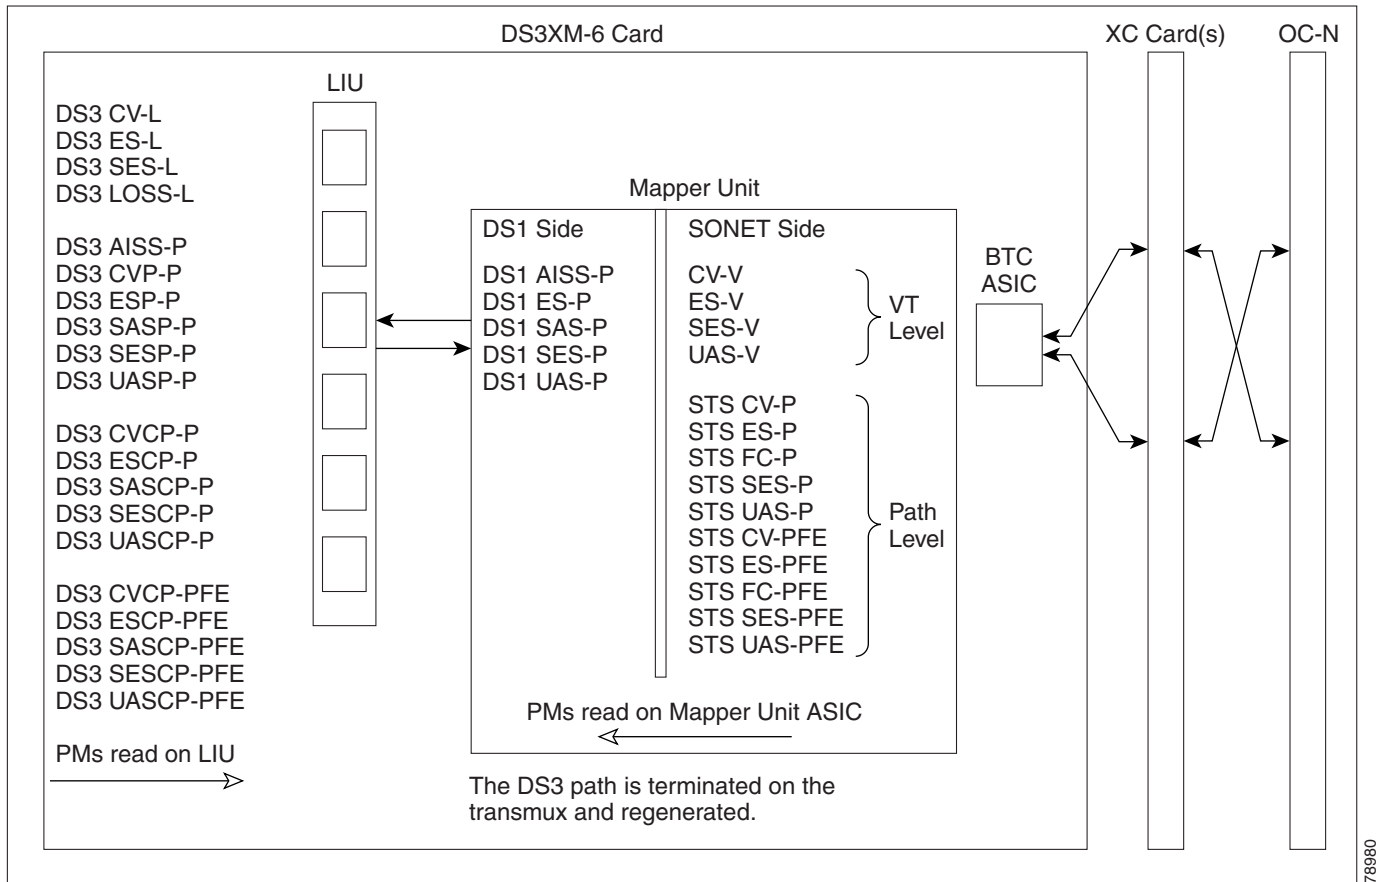 DS3XM-6 Card
XC Card(s)
OC-N
LIU
DS3 CV-L
DS3 ES-L
DS3 SES-L
DS3 LOSS-L
DS3 AISS-P
DS3 CVP-P
DS3 ESP-P
DS3 SASP-P
DS3 SESP-P
DS3 UASP-P
DS3 CVCP-P
DS3 ESCP-P
DS3 SASCP-P
DS3 SESCP-P
DS3 UASCP-P
DS3 CVCP-PFE
DS3 ESCP-PFE
DS3 SASCP-PFE
DS3 SESCP-PFE
DS3 UASCP-PFE
PMs read on LIU
Mapper Unit
DS1 Side
DS1 AISS-P
DS1 ES-P
DS1 SAS-P
DS1 SES-P
DS1 UAS-P
SONET Side
CV-V
ES-V
SES-V
UAS-V
VT
Level
STS CV-P
STS ES-P
STS FC-P
STS SES-P
STS UAS-P
STS CV-PFE
STS ES-PFE
STS FC-PFE
STS SES-PFE
STS UAS-PFE
Path
Level
PMs read on Mapper Unit ASIC
The DS3 path is terminated on the
transmux and regenerated.
BTC
ASIC
78980